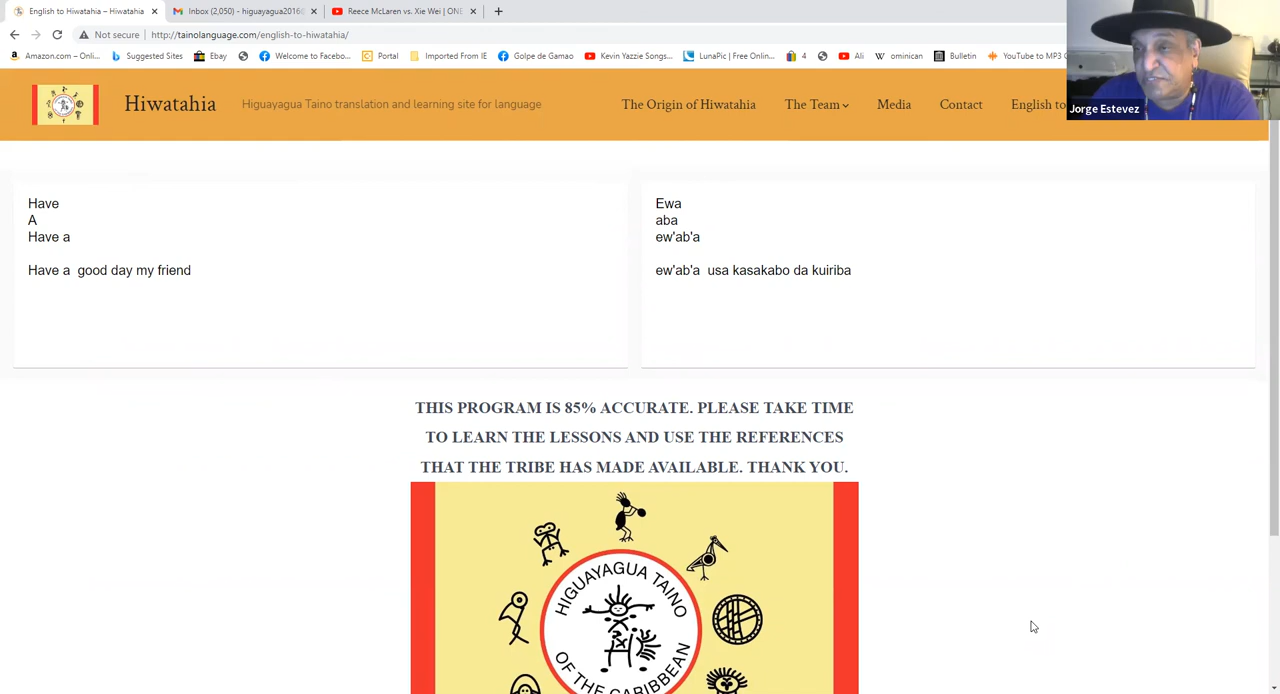 English to Hiwatahia – Hiwatahia
Inbox (2,050) - higuayagua2016@
Reece McLaren vs. Xie Wei | ONE
Not secure | http://tainolanguage.com/english-to-hiwatahia/
Amazon.com – Onli... Suggested Sites Ebay Welcome to Facebo... Portal Imported From IE Golpe de Gamao Kevin Yazzie Songs... LunaPic | Free Onlin... 4 Ali ominican Bulletin YouTube to MP3
Jorge Estevez
Hiwatahia Higuayagua Taino translation and learning site for language The Origin of Hiwatahia The Team Media Contact English to
Have
A
Have a
Have a good day my friend
Ewa
aba
ew'ab'a
ew'ab'a usa kasakabo da kuiriba
THIS PROGRAM IS 85% ACCURATE. PLEASE TAKE TIME
TO LEARN THE LESSONS AND USE THE REFERENCES
THAT THE TRIBE HAS MADE AVAILABLE. THANK YOU.
HIGUAYAGUA TAINO
OF THE CARIBBEAN